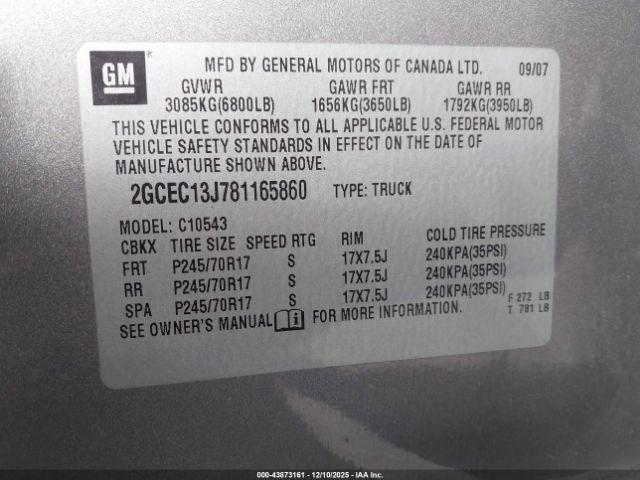 GM
MFD BY GENERAL MOTORS OF CANADA LTD. 09/07
GVWR GAWR FRT GAWR RR
3085KG(6800LB) 1656KG(3650LB) 1792KG(3950LB)
THIS VEHICLE CONFORMS TO ALL APPLICABLE U.S. FEDERAL MOTOR
VEHICLE SAFETY STANDARDS IN EFFECT ON THE DATE OF
MANUFACTURE SHOWN ABOVE.
2GCEC13J781165860 TYPE: TRUCK
MODEL: C10543
CBKX TIRE SIZE SPEED RTG RIM COLD TIRE PRESSURE
FRT P245/70R17 S 17X7.5J 240KPA(35PSI)
RR P245/70R17 S 17X7.5J 240KPA(35PSI)
SPA P245/70R17 S 17X7.5J 240KPA(35PSI)
F 272 LB
SEE OWNER'S MANUAL i FOR MORE INFORMATION. T 781 LB
000-43873161 - 12/10/2025 - IAAI.COM